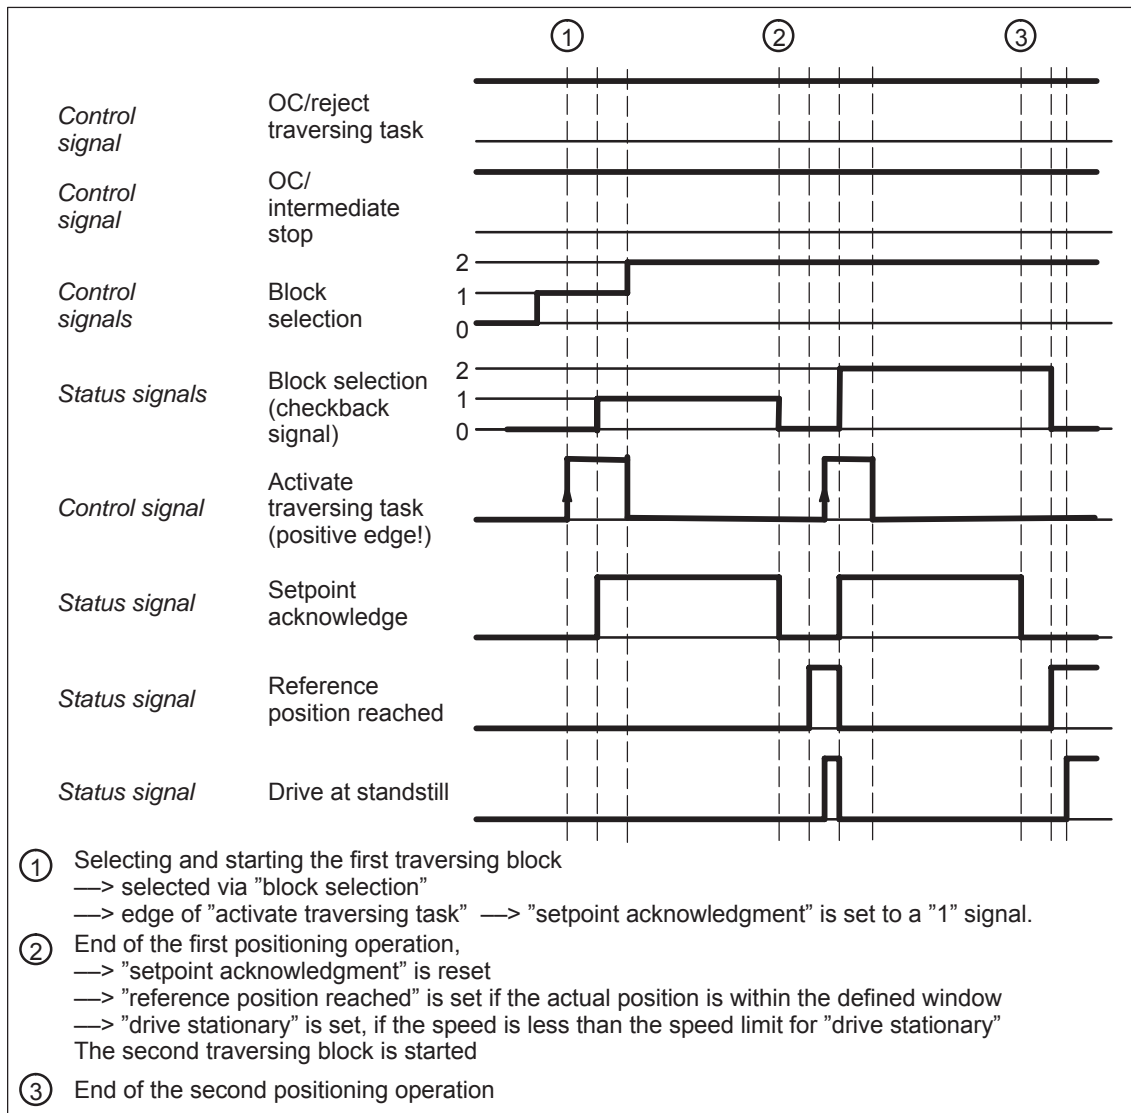 1 2 3
Control signal
OC/reject
traversing task
Control signal
OC/
intermediate
stop
Control signals
Block
selection
2
1
0
Status signals
Block selection
(checkback
signal)
2
1
0
Control signal
Activate
traversing task
(positive edge!)
Status signal
Setpoint
acknowledge
Status signal
Reference
position reached
Status signal
Drive at standstill
1 Selecting and starting the first traversing block
—> selected via ”block selection”
—> edge of ”activate traversing task” —> ”setpoint acknowledgment” is set to a ”1” signal.
2 End of the first positioning operation,
—> ”setpoint acknowledgment” is reset
—> ”reference position reached” is set if the actual position is within the defined window
—> ”drive stationary” is set, if the speed is less than the speed limit for ”drive stationary”
The second traversing block is started
3 End of the second positioning operation